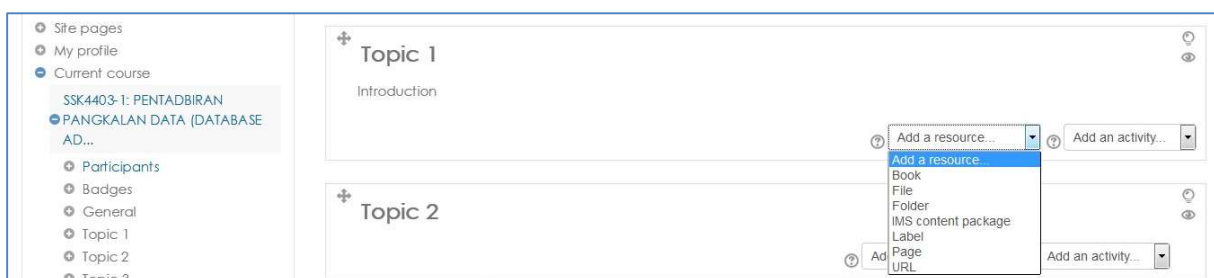 Site pages
My profile
Current course
SSK4403-1: PENTADBIRAN
PANGKALAN DATA (DATABASE
AD...
Participants
Badges
General
Topic 1
Topic 2
Topic 3
Topic 1
Introduction
Add a resource...
Add an activity...
Add a resource...
Book
File
Folder
IMS content package
Label
Page
URL
Topic 2
Ad
Add an activity...